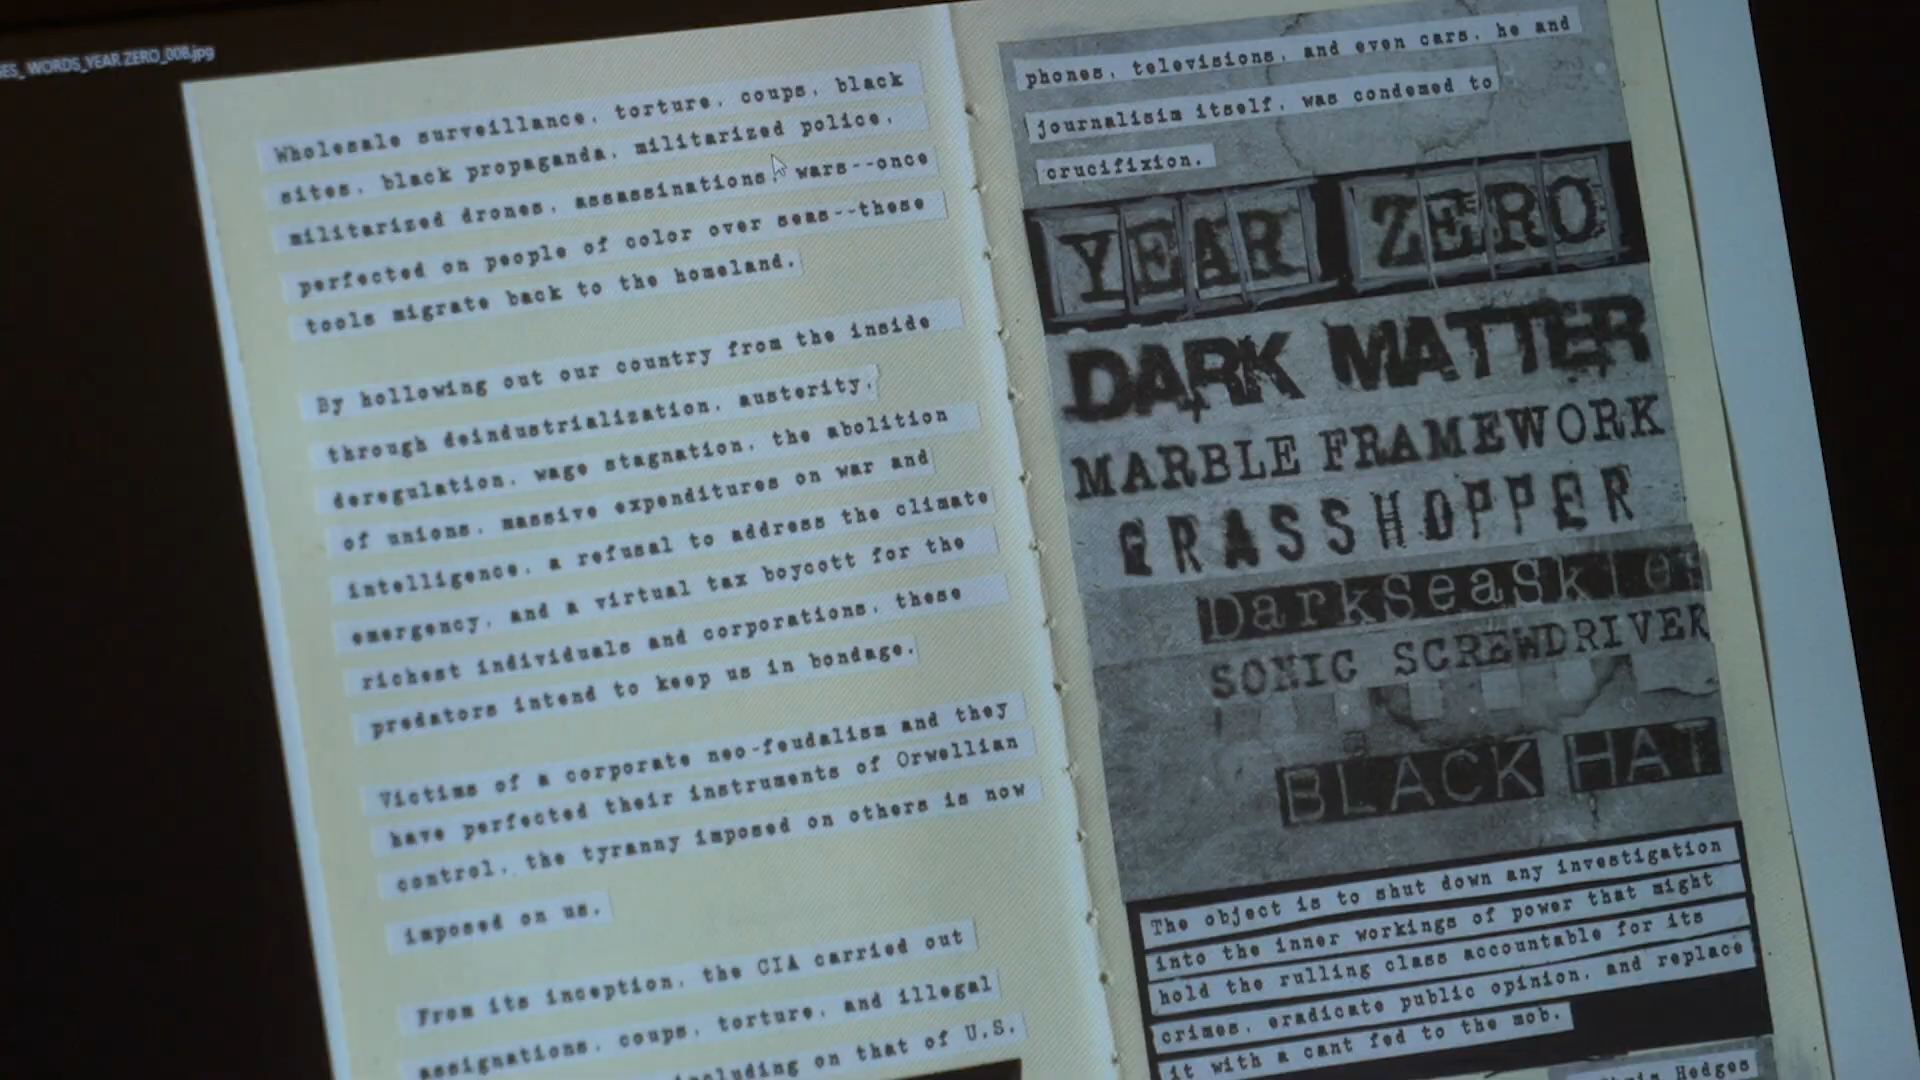 WORDS_YEAR ZERO_008.jpg
Wholesale surveillance, torture, coups, black
sites, black propaganda, militarized police,
militarized drones, assassinations, wars--once
perfected on people of color over seas--these
tools migrate back to the homeland.
By hollowing out our country from the inside
through deindustrialization, austerity,
deregulation, wage stagnation, the abolition
of unions, massive expenditures on war and
intelligence, a refusal to address the climate
emergency, and a virtual tax boycott for the
richest individuals and corporations, these
predators intend to keep us in bondage.
Victims of a corporate neo-feudalism and they
have perfected their instruments of Orwellian
control, the tyranny imposed on others is now
imposed on us.
From its inception, the CIA carried out
assignations, coups, torture, and illegal
including on that of U.S.
phones, televisions, and even cars, he and
journalisim itself, was condemed to
crucifixion.
YEAR ZERO
DARK MATTER
MARBLE FRAMEWORK
GRASSHOPPER
DarkSeaSkies
SONIC SCREWDRIVER
BLACK HAT
The object is to shut down any investigation
into the inner workings of power that might
hold the rulling class accountable for its
crimes, eradicate public opinion, and replace
it with a cant fed to the mob.
Hedges